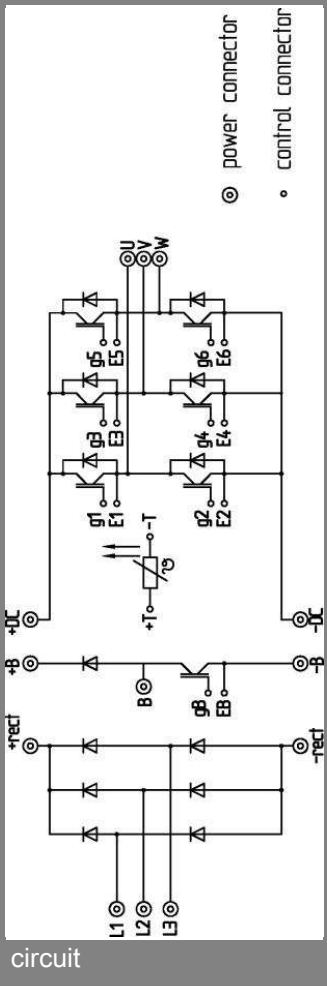 power connector
control connector
U
V
W
g5
E5
g6
E6
g3
E3
g4
E4
g1
E1
g2
E2
-T
+T
ϑ
+DC
-DC
+B
-B
B
gB
EB
+rect
-rect
L1
L2
L3
circuit